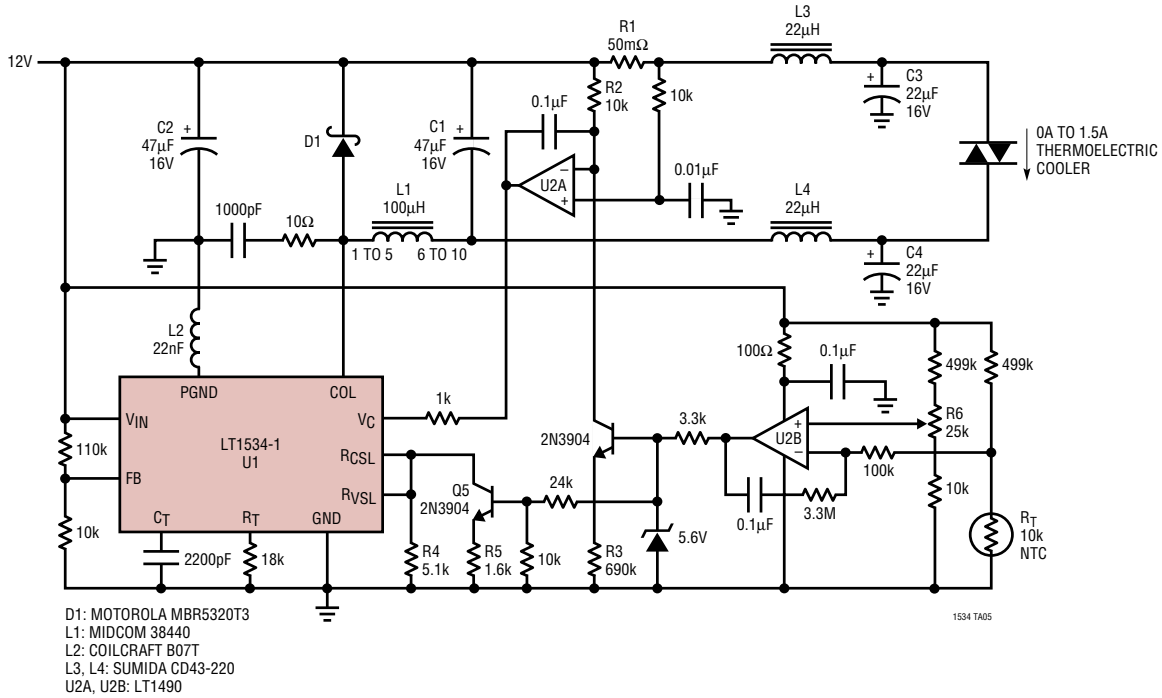 12V
C2
47µF
16V
D1
C1
47µF
16V
0.1µF
R1
50mΩ
R2
10k
10k
L3
22µH
C3
22µF
16V
0A TO 1.5A
THERMOELECTRIC
COOLER
U2A
0.01µF
1000pF
10Ω
L1
100µH
1 TO 5
6 TO 10
L4
22µH
C4
22µF
16V
L2
22nF
PGND
COL
VIN
VC
LT1534-1
U1
RCSL
FB
RVSL
CT
RT
GND
110k
10k
2200pF
18k
1k
Q5
2N3904
24k
R4
5.1k
R5
1.6k
10k
2N3904
R3
690k
3.3k
5.6V
100Ω
0.1µF
U2B
0.1µF
3.3M
100k
499k
499k
R6
25k
10k
RT
10k
NTC
1534 TA05
D1: MOTOROLA MBR5320T3
L1: MIDCOM 38440
L2: COILCRAFT B07T
L3, L4: SUMIDA CD43-220
U2A, U2B: LT1490